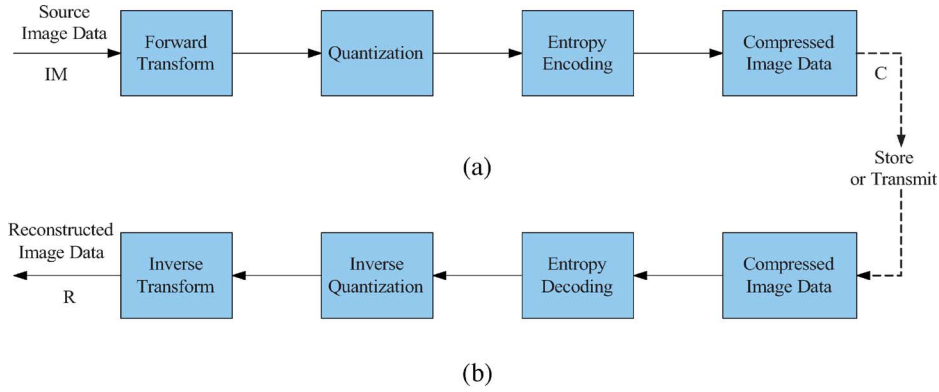 Source
Image Data
IM
Forward
Transform
Quantization
Entropy
Encoding
Compressed
Image Data
C
(a)
Store
or Transmit
Reconstructed
Image Data
R
Inverse
Transform
Inverse
Quantization
Entropy
Decoding
Compressed
Image Data
(b)